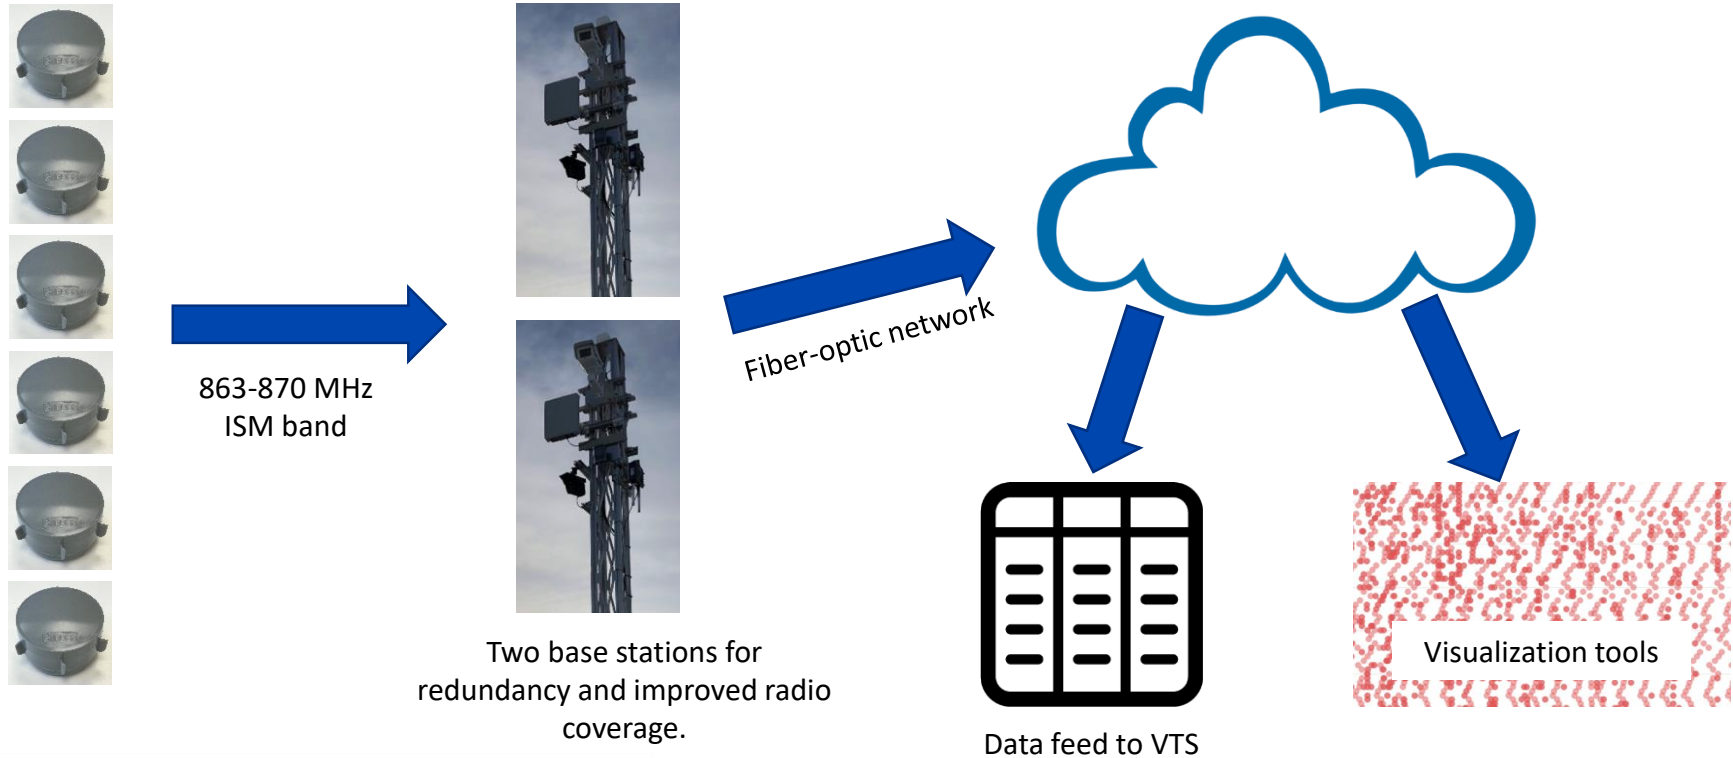 863-870 MHz
ISM band
Two base stations for
redundancy and improved radio
coverage.
Fiber-optic network
Data feed to VTS
Visualization tools